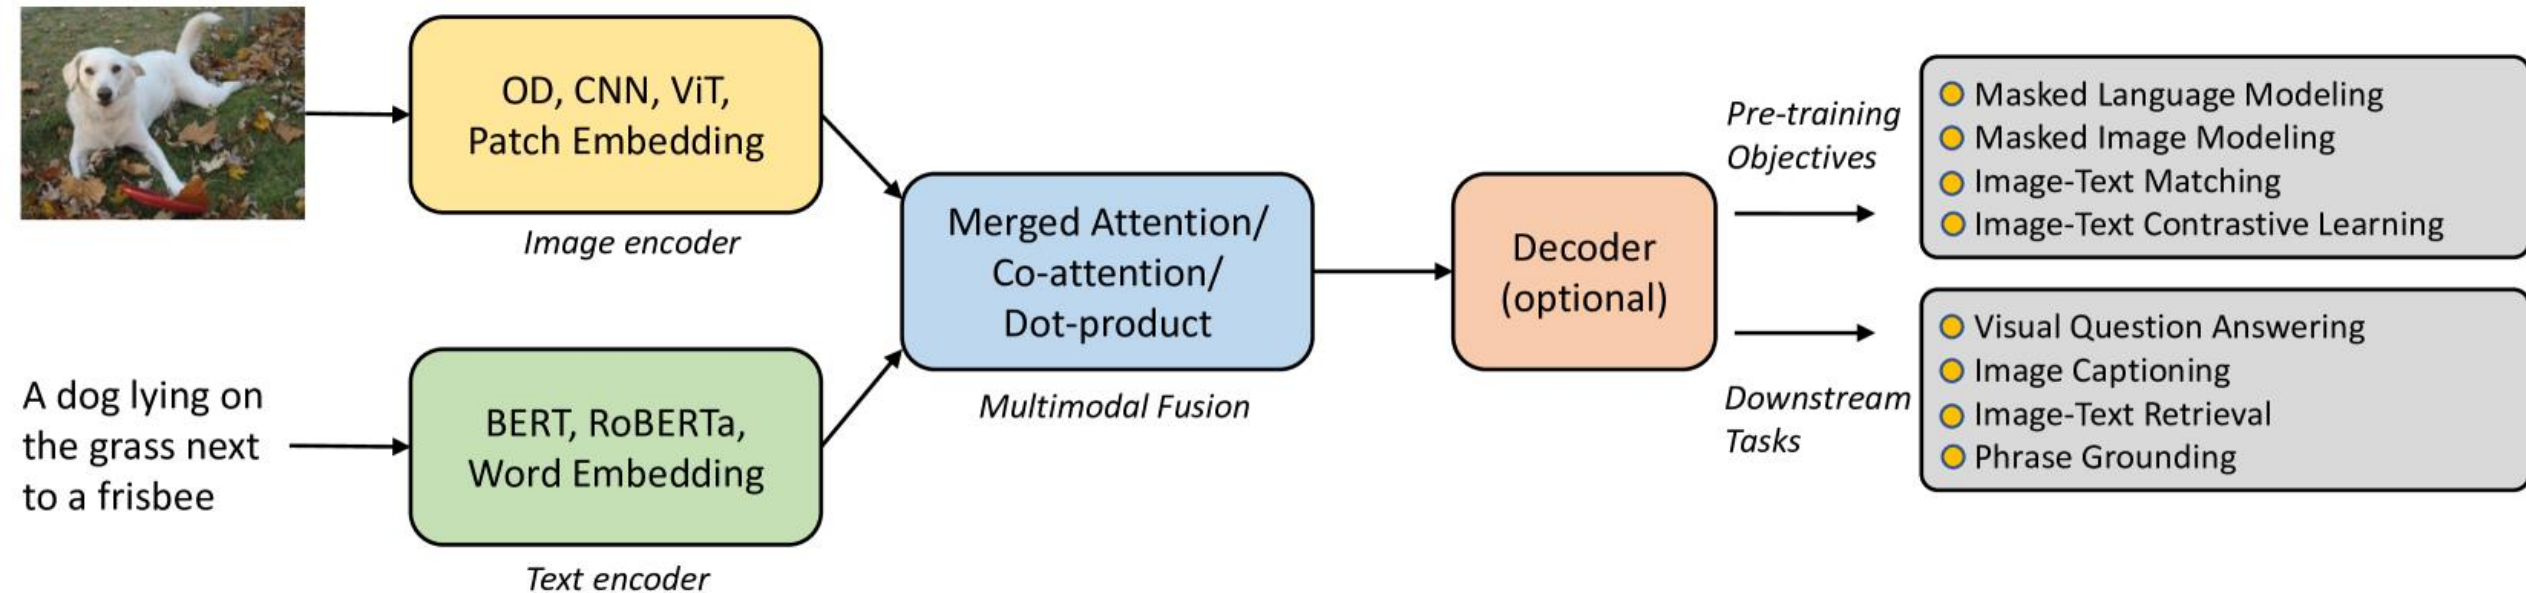 OD, CNN, ViT,
Patch Embedding
Image encoder
A dog lying on
the grass next
to a frisbee
BERT, RoBERTa,
Word Embedding
Text encoder
Merged Attention/
Co-attention/
Dot-product
Multimodal Fusion
Decoder
(optional)
Pre-training
Objectives
Masked Language Modeling
Masked Image Modeling
Image-Text Matching
Image-Text Contrastive Learning
Downstream
Tasks
Visual Question Answering
Image Captioning
Image-Text Retrieval
Phrase Grounding